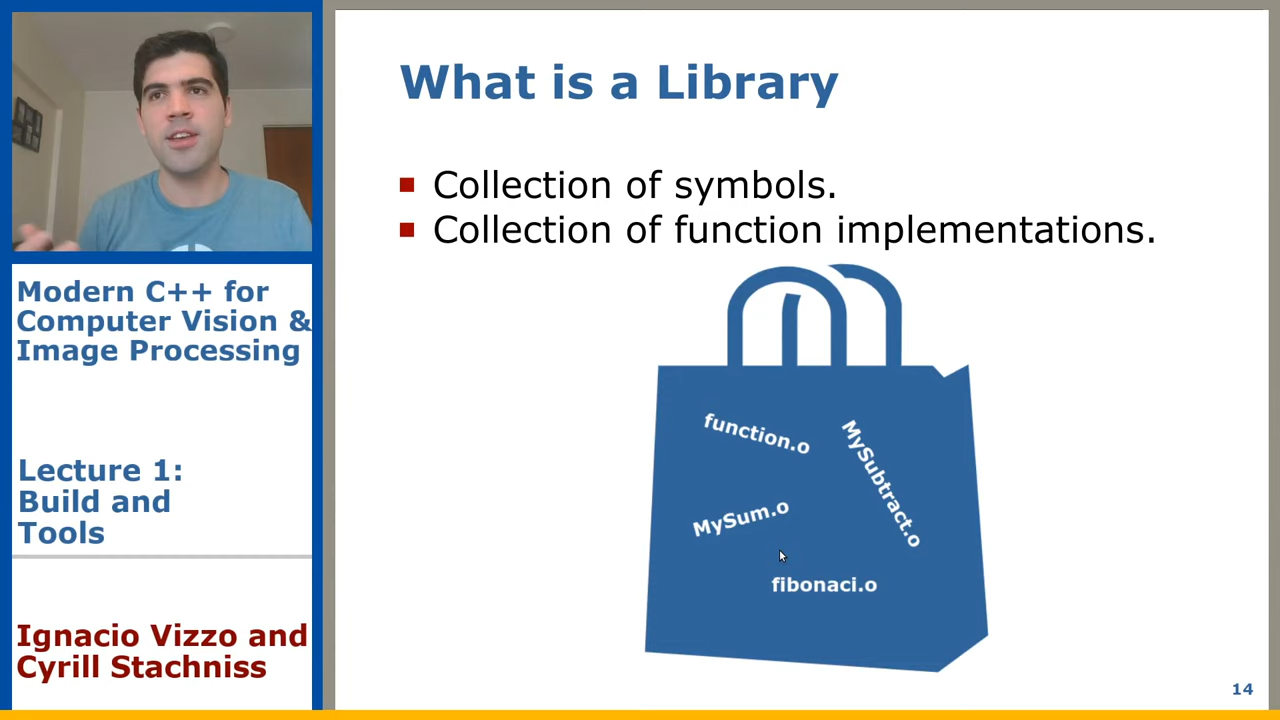 What is a Library
Collection of symbols.
Collection of function implementations.
function.o
MySubtract.o
MySum.o
fibonaci.o
Modern C++ for
Computer Vision &
Image Processing
Lecture 1:
Build and
Tools
Ignacio Vizzo and
Cyrill Stachniss
14